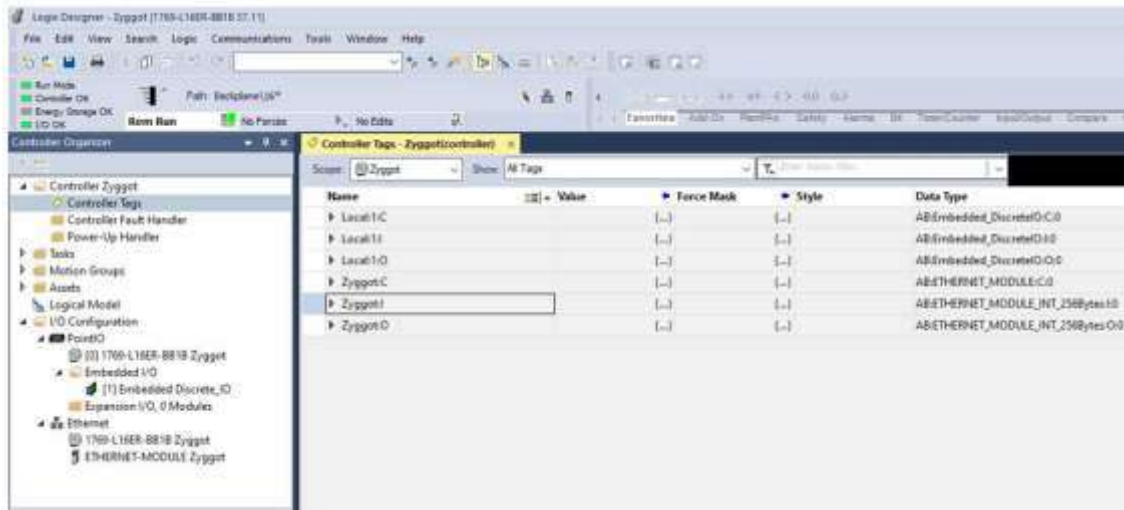 Logix Designer - Zyggot [1769-L16ER-BB1B 37.11]
File Edit View Search Logic Communications Tools Window Help
Run Mode
Controller OK
Energy Storage OK
I/O OK
Rem Run
No Forces
No Edits
Favorites Add-On Safety Alarms Bit Timer/Counter Input/Output Compare
Controller Organizer
Controller Zyggot
Controller Tags
Controller Fault Handler
Power-Up Handler
Tasks
Motion Groups
Assets
Logical Model
I/O Configuration
PointIO
[0] 1769-L16ER-BB1B Zyggot
Embedded I/O
[1] Embedded Discrete_IO
Expansion I/O, 0 Modules
Ethernet
1769-L16ER-BB1B Zyggot
ETHERNET-MODULE Zyggot
Controller Tags - Zyggot(controller)
Scope: Zyggot Show: All Tags
Name Value Force Mask Style Data Type
Local:1:C {...} {...} AB:Embedded_DiscreteIO:C:0
Local:1:I {...} {...} AB:Embedded_DiscreteIO:I:0
Local:1:O {...} {...} AB:Embedded_DiscreteIO:O:0
Zyggot:C {...} {...} AB:ETHERNET_MODULE:C:0
Zyggot:I {...} {...} AB:ETHERNET_MODULE_INT_256Bytes:I:0
Zyggot:O {...} {...} AB:ETHERNET_MODULE_INT_256Bytes:O:0